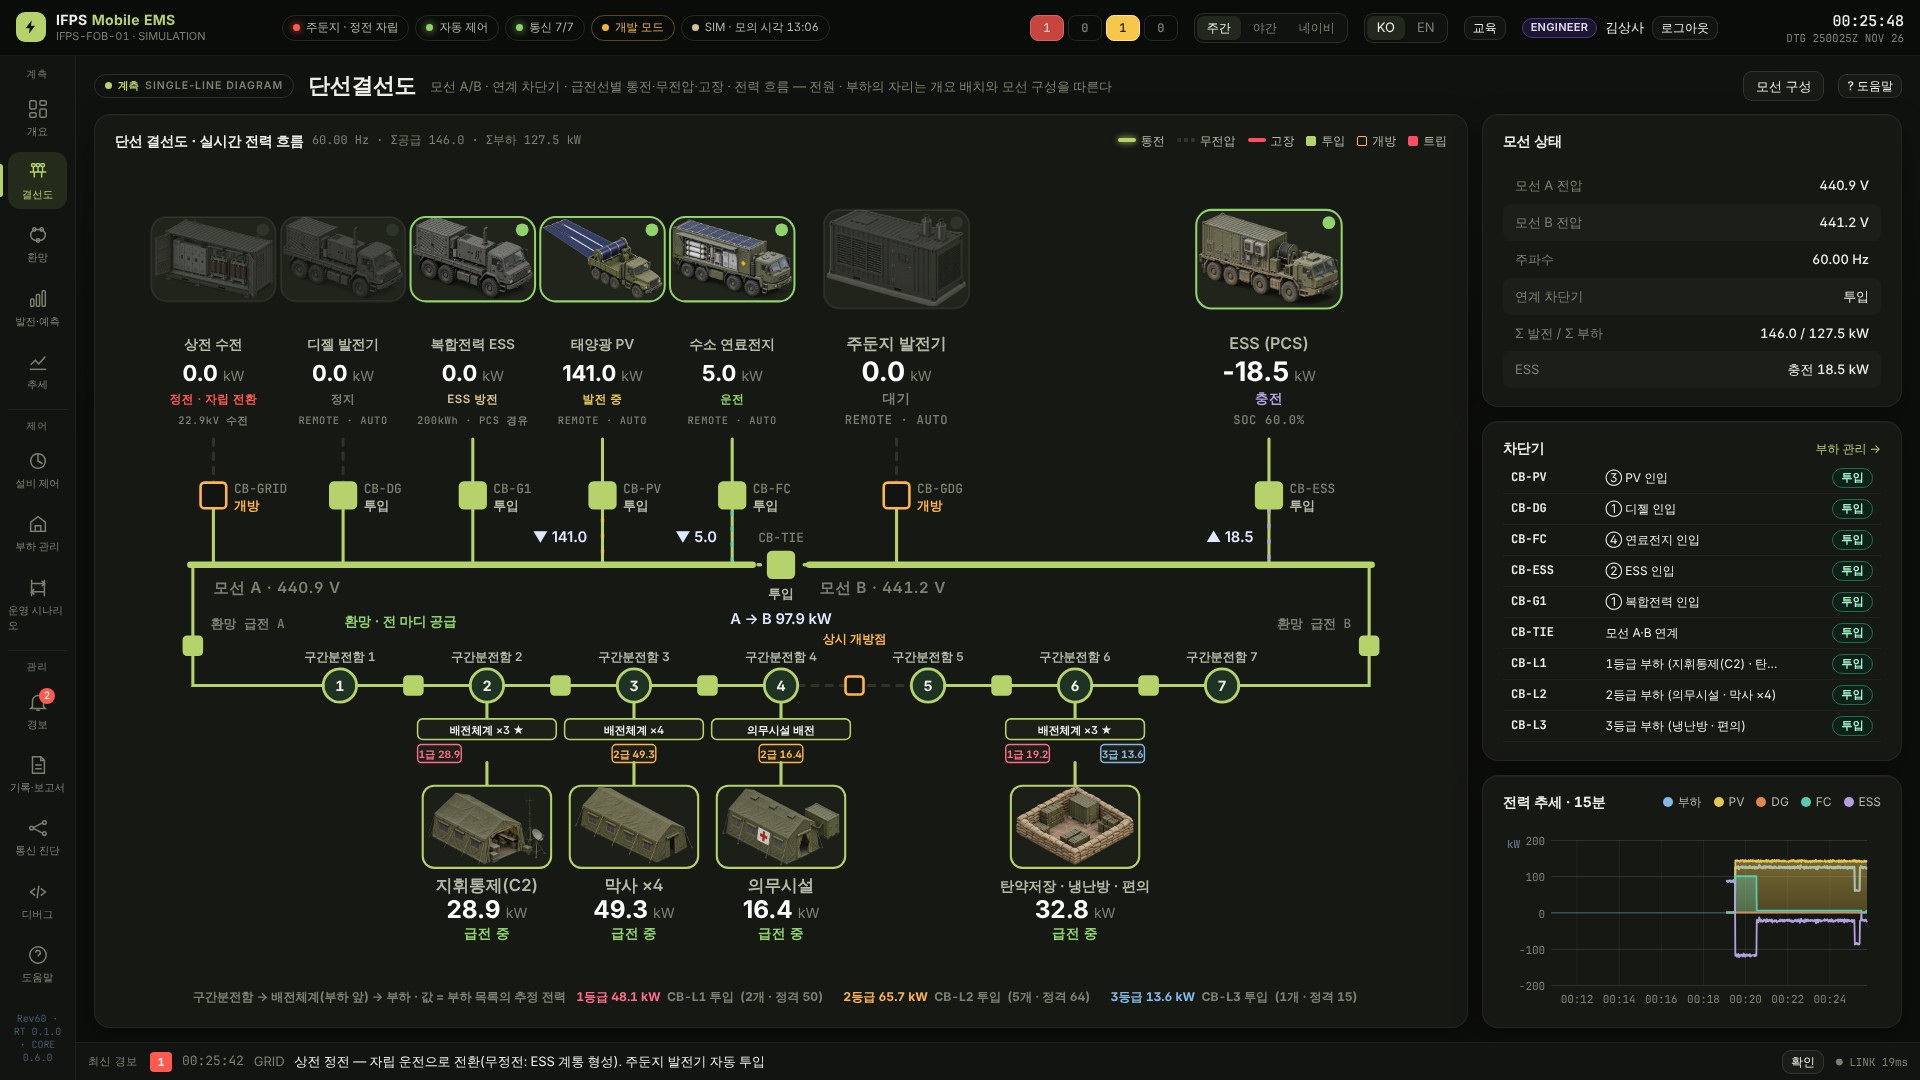 IFPS Mobile EMS
IFPS-FOB-01 · SIMULATION
주둔지 · 정전 자립
자동 제어
통신 7/7
개발 모드
SIM · 모의 시각 13:06
1 0 1 0
주간 야간 네이비
KO EN
교육
ENGINEER 김상사 로그아웃
00:25:48
DTG 250025Z NOV 26
계측
개요
결선도
환망
발전·예측
추세
제어
설비 제어
부하 관리
운영 시나리오
관리
2
경보
기록·보고서
통신 진단
디버그
도움말
Rev60 · RT 0.1.0 · CORE 0.6.0
계측 SINGLE-LINE DIAGRAM
단선결선도
모선 A/B · 연계 차단기 · 급전선별 통전·무전압·고장 · 전력 흐름 — 전원 · 부하의 자리는 개요 배치와 모선 구성을 따른다
모선 구성
? 도움말
단선 결선도 · 실시간 전력 흐름
60.00 Hz · Σ공급 146.0 · Σ부하 127.5 kW
통전 무전압 고장 투입 개방 트립
상전 수전
0.0 kW
정전 · 자립 전환
22.9kV 수전
디젤 발전기
0.0 kW
정지
REMOTE · AUTO
복합전력 ESS
0.0 kW
ESS 방전
200kWh · PCS 경유
태양광 PV
141.0 kW
발전 중
REMOTE · AUTO
수소 연료전지
5.0 kW
운전
REMOTE · AUTO
주둔지 발전기
0.0 kW
대기
REMOTE · AUTO
ESS (PCS)
-18.5 kW
충전
SOC 60.0%
CB-GRID
개방
CB-DG
투입
CB-G1
투입
CB-PV
투입
CB-FC
투입
CB-GDG
개방
CB-ESS
투입
▼ 141.0
▼ 5.0
CB-TIE
▲ 18.5
모선 A · 440.9 V
투입
모선 B · 441.2 V
환망 급전 A
환망 · 전 마디 공급
A → B 97.9 kW
환망 급전 B
상시 개방점
구간분전함 1
구간분전함 2
구간분전함 3
구간분전함 4
구간분전함 5
구간분전함 6
구간분전함 7
1 2 3 4 5 6 7
배전체계 ×3 ★
배전체계 ×4
의무시설 배전
배전체계 ×3 ★
1급 28.9
2급 49.3
2급 16.4
1급 19.2
3급 13.6
지휘통제(C2)
28.9 kW
급전 중
막사 ×4
49.3 kW
급전 중
의무시설
16.4 kW
급전 중
탄약저장 · 냉난방 · 편의
32.8 kW
급전 중
구간분전함 → 배전체계(부하 앞) → 부하 · 값 = 부하 목록의 추정 전력 1등급 48.1 kW CB-L1 투입 (2개 · 정격 50) 2등급 65.7 kW CB-L2 투입 (5개 · 정격 64) 3등급 13.6 kW CB-L3 투입 (1개 · 정격 15)
모선 상태
모선 A 전압 440.9 V
모선 B 전압 441.2 V
주파수 60.00 Hz
연계 차단기 투입
Σ 발전 / Σ 부하 146.0 / 127.5 kW
ESS 충전 18.5 kW
차단기
부하 관리 →
CB-PV ③ PV 인입 투입
CB-DG ① 디젤 인입 투입
CB-FC ④ 연료전지 인입 투입
CB-ESS ② ESS 인입 투입
CB-G1 ① 복합전력 인입 투입
CB-TIE 모선 A·B 연계 투입
CB-L1 1등급 부하 (지휘통제(C2) · 탄... 투입
CB-L2 2등급 부하 (의무시설 · 막사 ×4) 투입
CB-L3 3등급 부하 (냉난방 · 편의) 투입
전력 추세 · 15분
부하 PV DG FC ESS
kW
200
100
0
-100
-200
00:12 00:14 00:16 00:18 00:20 00:22 00:24
최신 경보 1 00:25:42 GRID 상전 정전 — 자립 운전으로 전환(무정전: ESS 계통 형성). 주둔지 발전기 자동 투입
확인
LINK 19ms